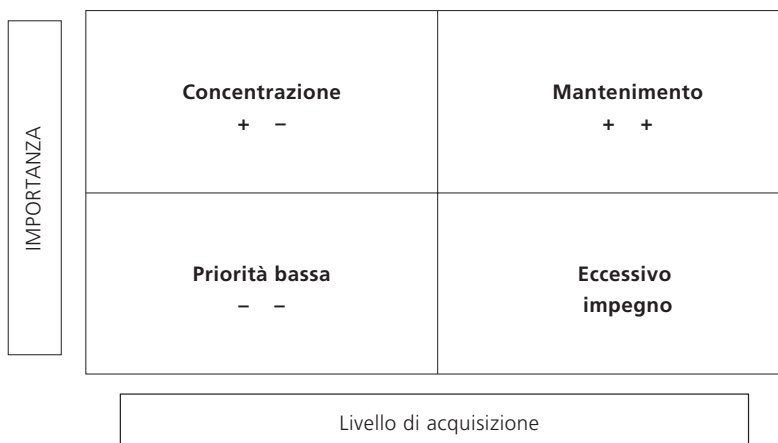 IMPORTANZA
Concentrazione
+ –
Mantenimento
+ +
Priorità bassa
– –
Eccessivo
impegno
Livello di acquisizione